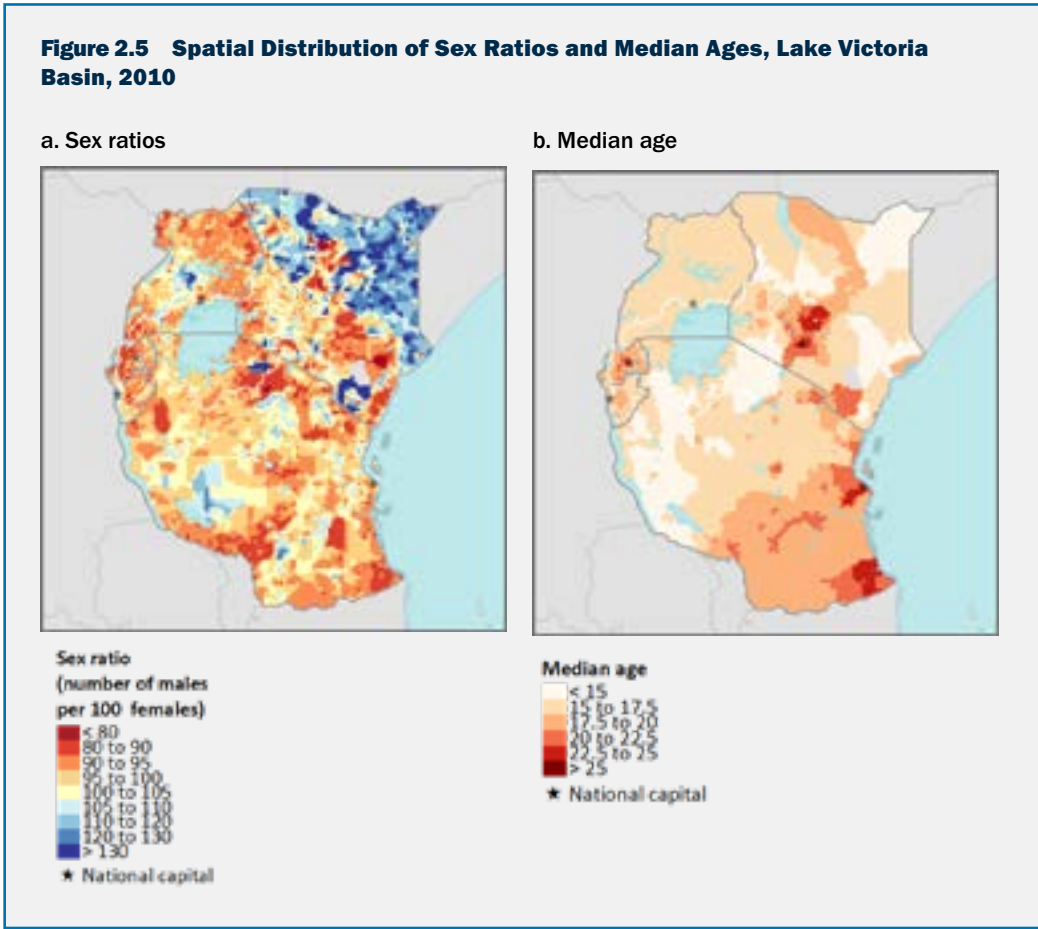 Figure 2.5 Spatial Distribution of Sex Ratios and Median Ages, Lake Victoria
Basin, 2010
a. Sex ratios
b. Median age
Sex ratio
(number of males
per 100 females)
< 80
80 to 90
90 to 95
95 to 100
100 to 105
105 to 110
110 to 120
120 to 130
> 130
★ National capital
Median age
< 15
15 to 17.5
17.5 to 20
20 to 22.5
22.5 to 25
> 25
★ National capital